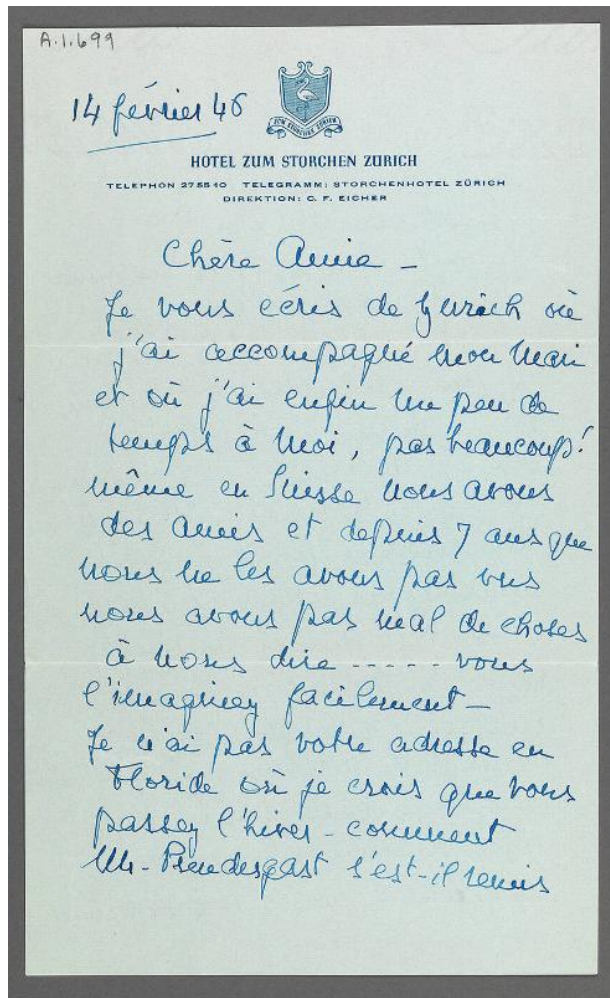 A.1.699
14 février 46
ZUM STORCHEN ZÜRICH
HOTEL ZUM STORCHEN ZÜRICH
TELEPHON 275510 TELEGRAMM: STORCHENHOTEL ZÜRICH
DIREKTION: C. F. EICHER
Chère Annie -
Je vous écris de Zurich où
j'ai accompagné mon mari
et où j'ai enfin un peu de
temps à moi, pas beaucoup!
même en Suisse nous avons
des amis et depuis 7 ans que
nous ne les avons pas vus
nous avons pas mal de choses
à nous dire ----- vous
l'imaginez facilement -
Je n'ai pas votre adresse en
Floride où je crois que vous
passez l'hiver - comment
Mr - Prendergast s'est-il remis